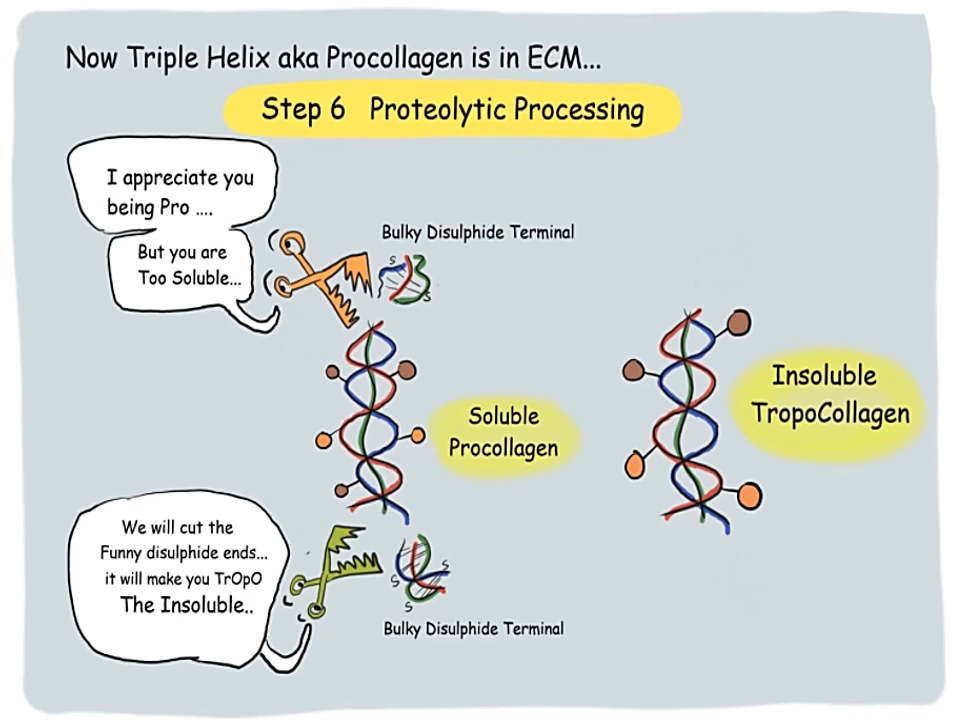 Now Triple Helix aka Procollagen is in ECM...
Step 6 Proteolytic Processing
I appreciate you
being Pro ....
But you are
Too Soluble...
Bulky Disulphide Terminal
S
S
Soluble
Procollagen
Insoluble
TropoCollagen
We will cut the
Funny disulphide ends...
it will make you TrOpO
The Insoluble..
S
S
S
Bulky Disulphide Terminal